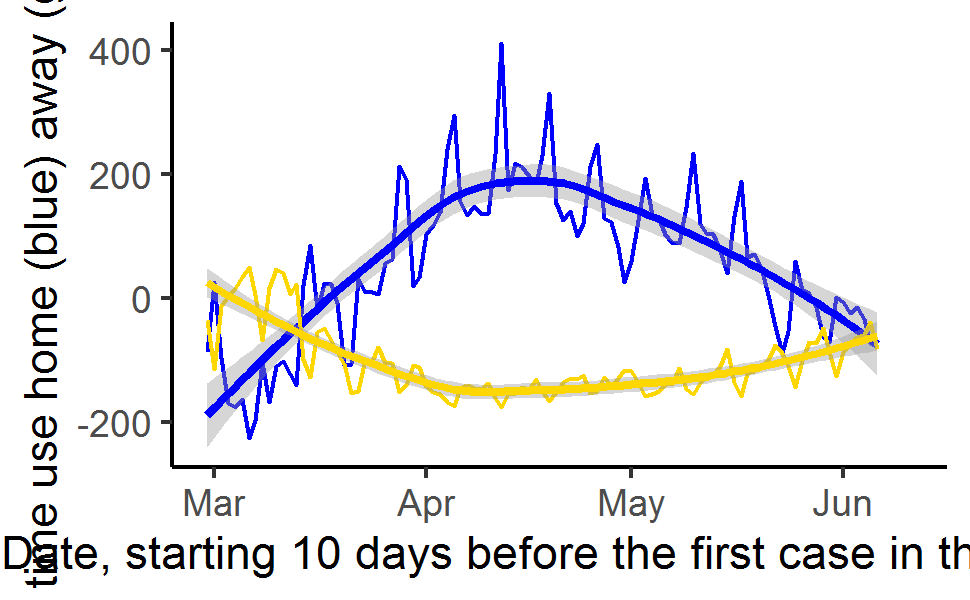 time use home (blue) away (
400
200
0
-200
Mar Apr May Jun
Date, starting 10 days before the first case in th